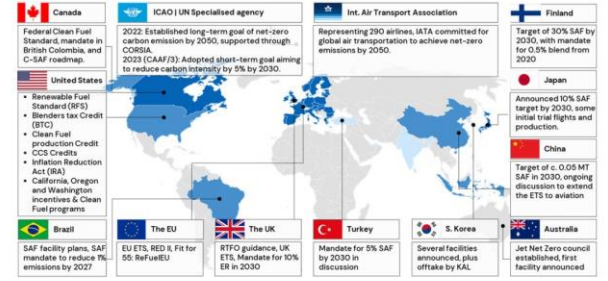 Canada
Federal Clean Fuel
Standard, mandate in
British Colombia, and
C-SAF roadmap.
ICAO | UN Specialised agency
2022: Established long-term goal of net-zero
carbon emission by 2050, supported through
CORSIA.
2023 (CAAF/3): Adopted short-term goal aiming
to reduce carbon intensity by 5% by 2030.
Int. Air Transport Association
Representing 290 airlines, IATA committed for
global air transportation to achieve net-zero
emissions by 2050.
Finland
Target of 30% SAF by
2030, with mandate
for 0.5% blend from
2020
United States
• Renewable Fuel
Standard (RFS)
• Blenders tax Credit
(BTC)
• Clean Fuel
production Credit
• CCS Credits
• Inflation Reduction
Act (IRA)
• California, Oregon
and Washington
incentives & Clean
Fuel programs
Japan
Announced 10% SAF
target by 2030, some
initial trial flights and
production.
China
Target of c. 0.05 MT
SAF in 2030, ongoing
discussion to extend
the ETS to aviation
Brazil
SAF facility plans, SAF
mandate to reduce 1%
emissions by 2027
The EU
EU ETS, RED II, Fit for
55: ReFuelEU
The UK
RTFO guidance, UK
ETS, Mandate for 10%
ER in 2030
Turkey
Mandate for 5% SAF
by 2030 in
discussion
S. Korea
Several facilities
announced, plus
offtake by KAL
Australia
Jet Net Zero council
established, first
facility announced